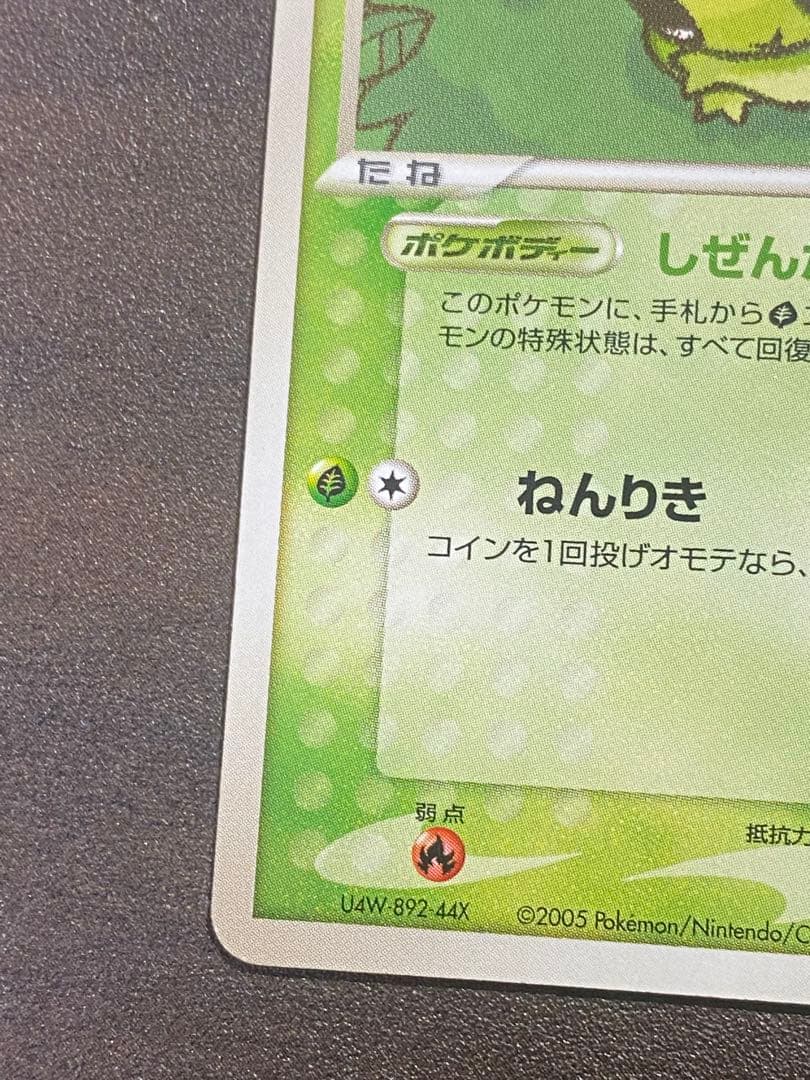 たね
ポケボディー しぜん
このポケモンに、手札から
モンの特殊状態は、すべて回復
ねんりき
コインを1回投げオモテなら、
弱点
抵抗力
U4W-892-44X
©2005 Pokémon/Nintendo/C